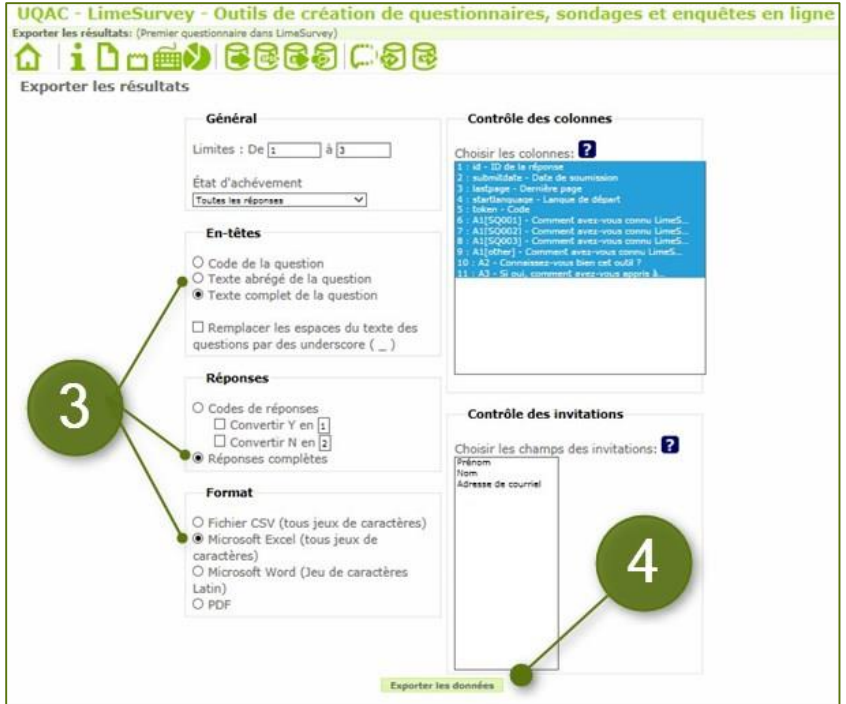 UQAC - LimeSurvey - Outils de création de questionnaires, sondages et enquêtes en ligne
Exporter les résultats: (Premier questionnaire dans LimeSurvey)
Exporter les résultats
Général
Limites : De 1 à 3
État d'achévement
Toutes les réponses
En-têtes
Code de la question
Texte abrégé de la question
Texte complet de la question
Remplacer les espaces du texte des
questions par des underscore ( _ )
Réponses
Codes de réponses
Convertir Y en 1
Convertir N en 2
Réponses complètes
Format
Fichier CSV (tous jeux de caractères)
Microsoft Excel (tous jeux de
caractères)
Microsoft Word (Jeu de caractères
Latin)
PDF
3
Contrôle des colonnes
Choisir les colonnes: ?
1 : id - ID de la réponse
2 : submitdate - Date de soumission
3 : lastpage - Dernière page
4 : startlanguage - Langue de départ
5 : token - Code
6 : A1[SQ001] - Comment avez-vous connu LimeS...
7 : A1[SQ002] - Comment avez-vous connu LimeS...
8 : A1[SQ003] - Comment avez-vous connu LimeS...
9 : A1[other] - Comment avez-vous connu LimeS...
10 : A2 - Connaissez-vous bien cet outil ?
11 : A3 - Si oui, comment avez-vous appris à...
Contrôle des invitations
Choisir les champs des invitations: ?
Prénom
Nom
Adresse de courriel
4
Exporter les données